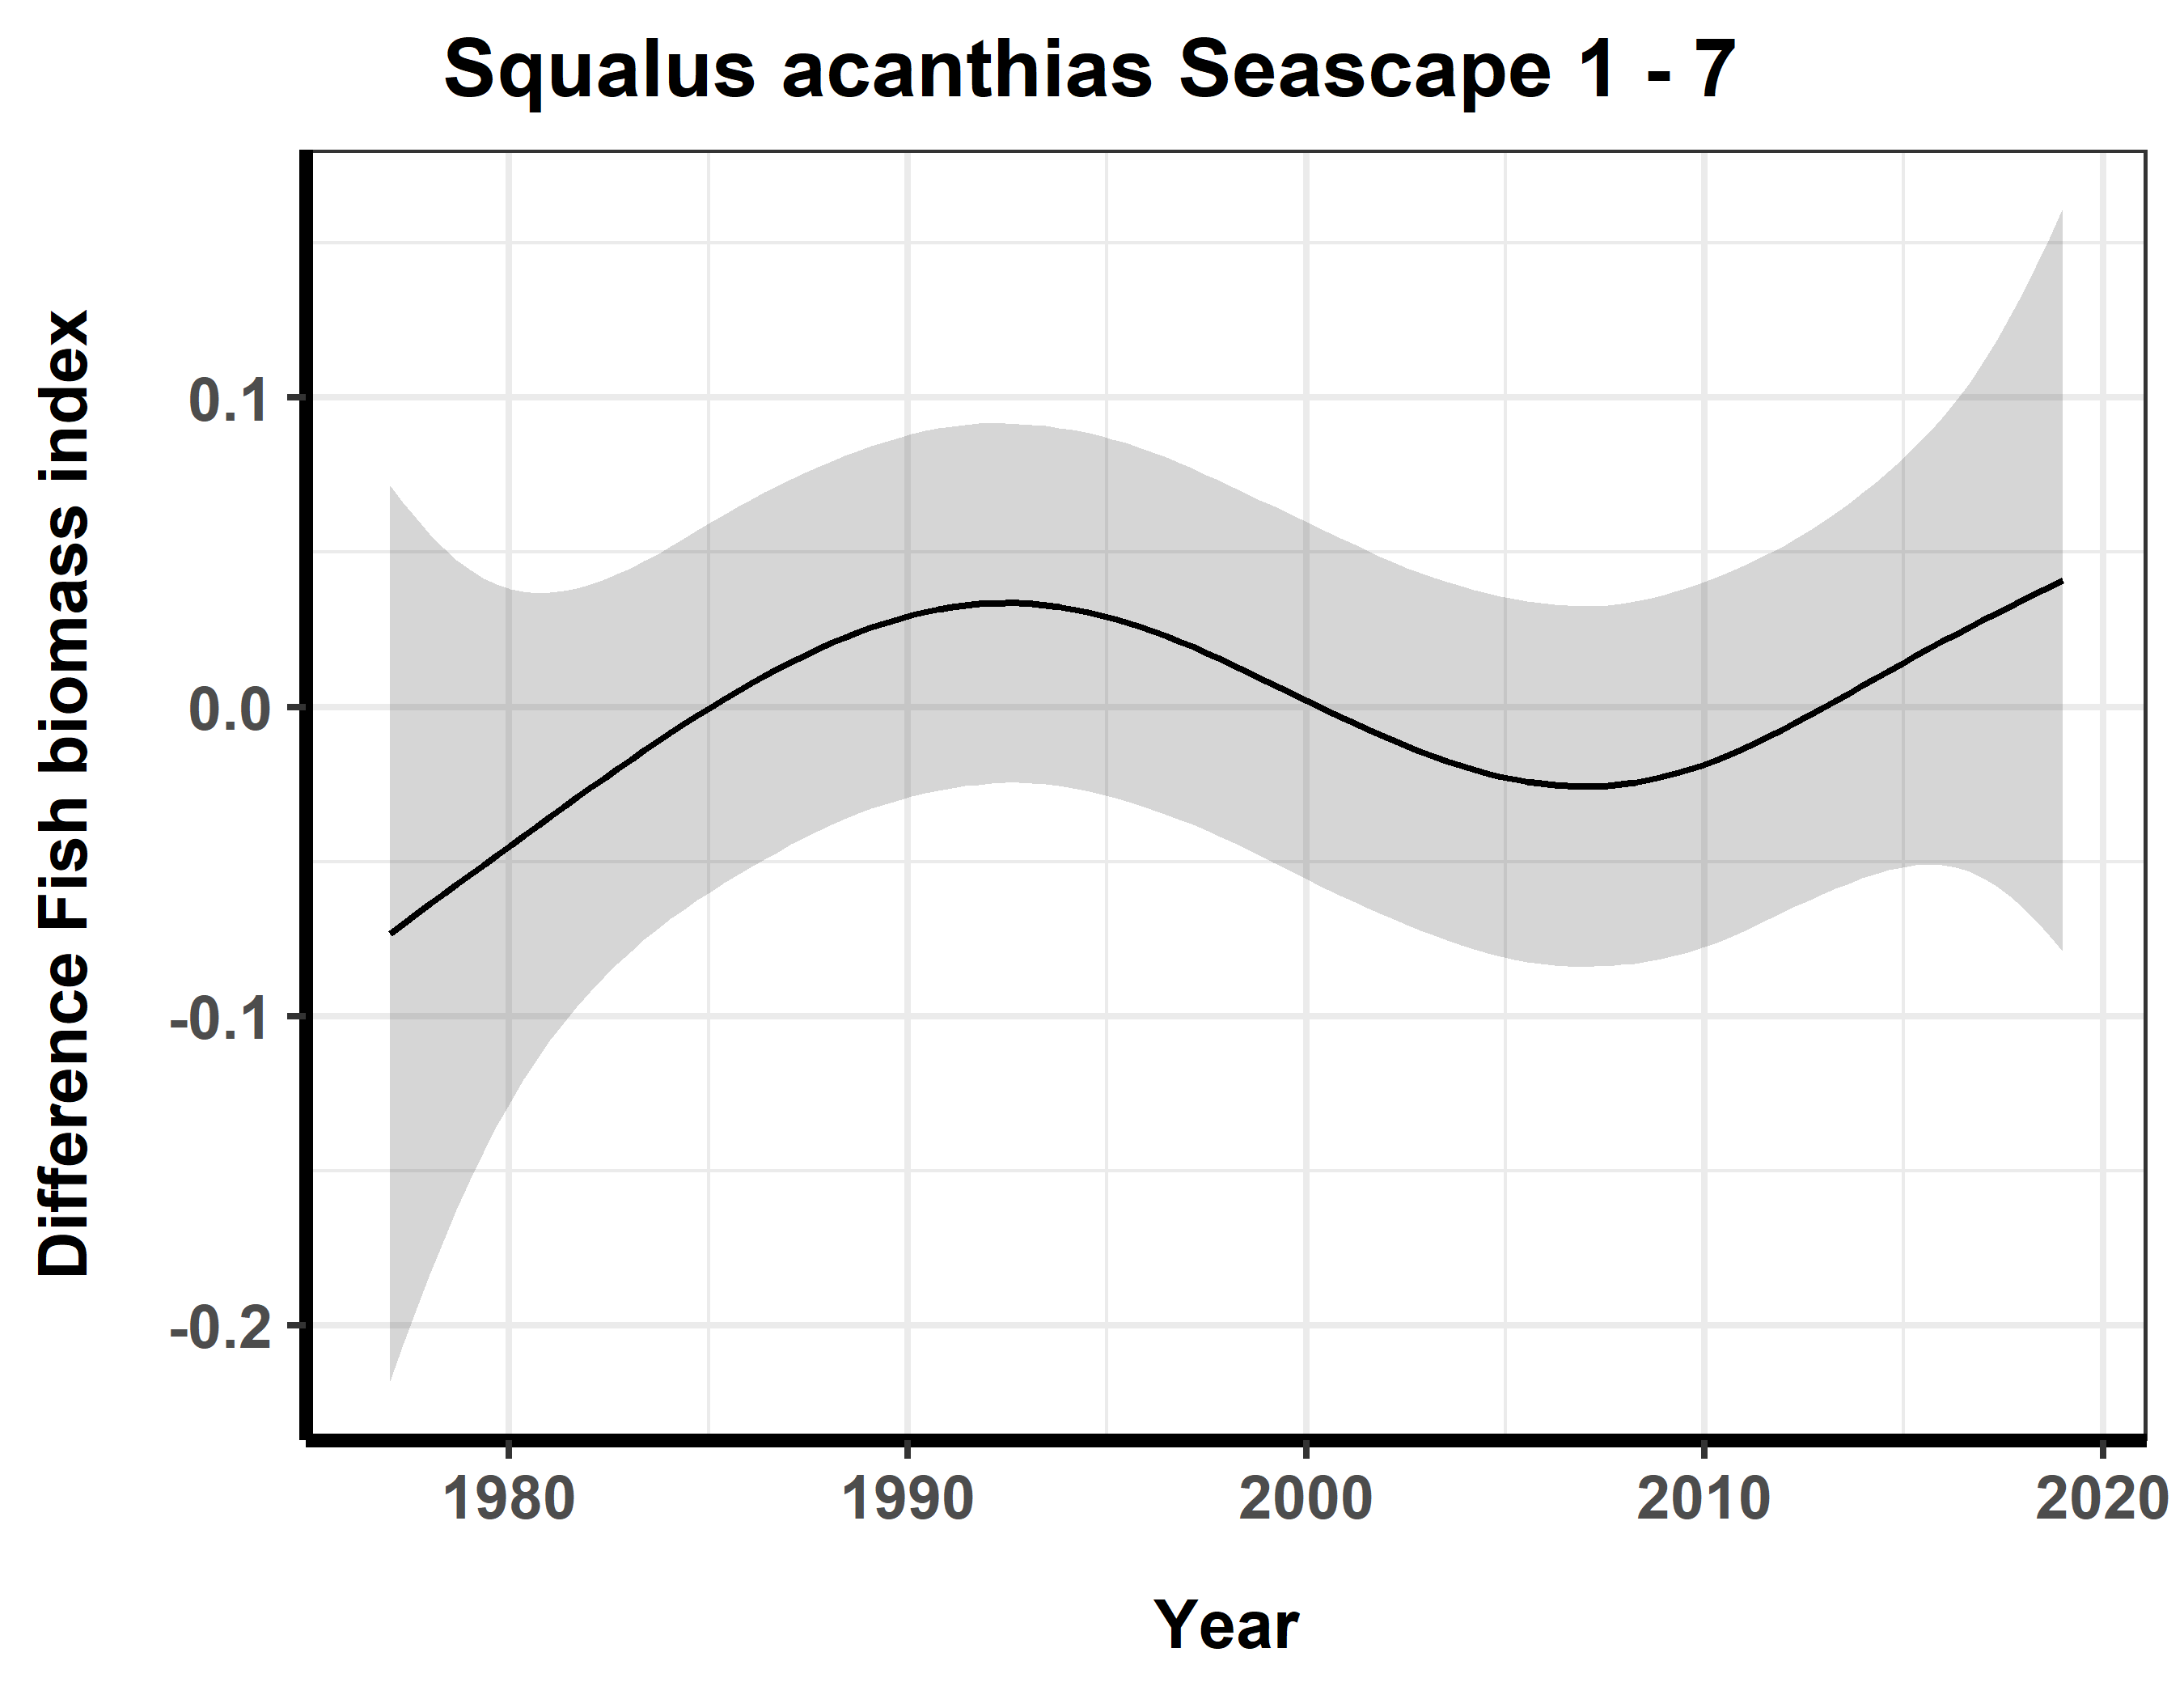 Squalus acanthias Seascape 1 - 7
Difference Fish biomass index
0.1
0.0
-0.1
-0.2
1980 1990 2000 2010 2020
Year